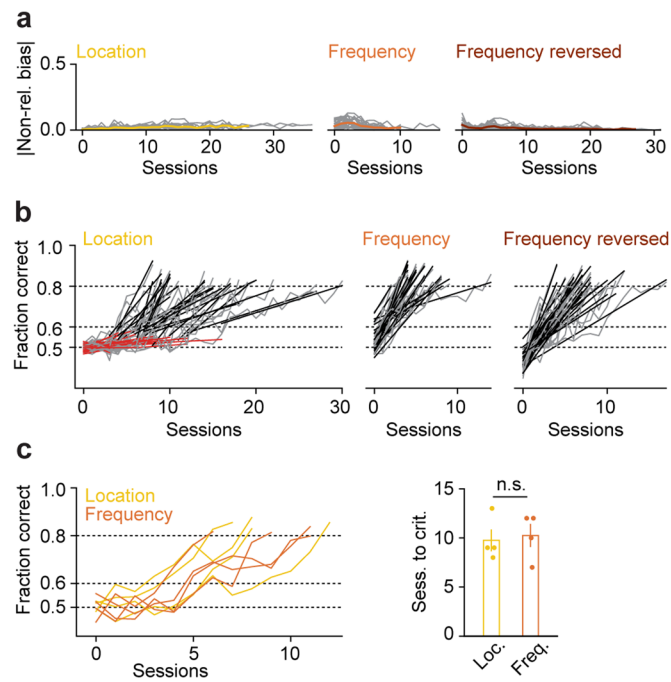 a
Location
Frequency
Frequency reversed
|Non-rel. bias|
0.5
0.0
0 10 20 30
0 10
0 10 20 30
Sessions
Sessions
Sessions
b
Location
Frequency
Frequency reversed
Fraction correct
1.0
0.8
0.6
0.5
0 10 20 30
0 10
0 10
Sessions
Sessions
Sessions
c
Location
Frequency
Fraction correct
1.0
0.8
0.6
0.5
0 5 10
Sessions
n.s.
Sess. to crit.
15
10
5
0
Loc.
Freq.